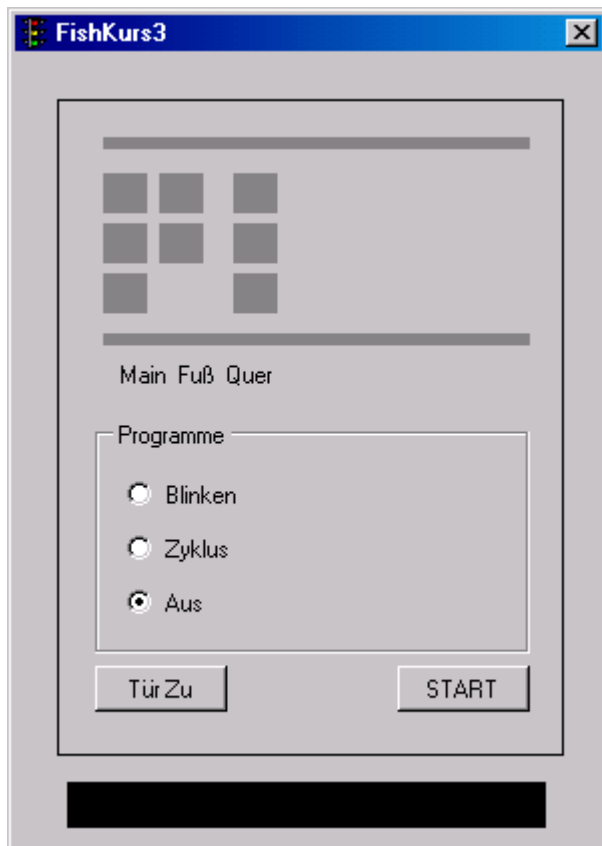 FishKurs3
Main Fuß Quer
Programme
Blinken
Zyklus
Aus
Tür Zu
START